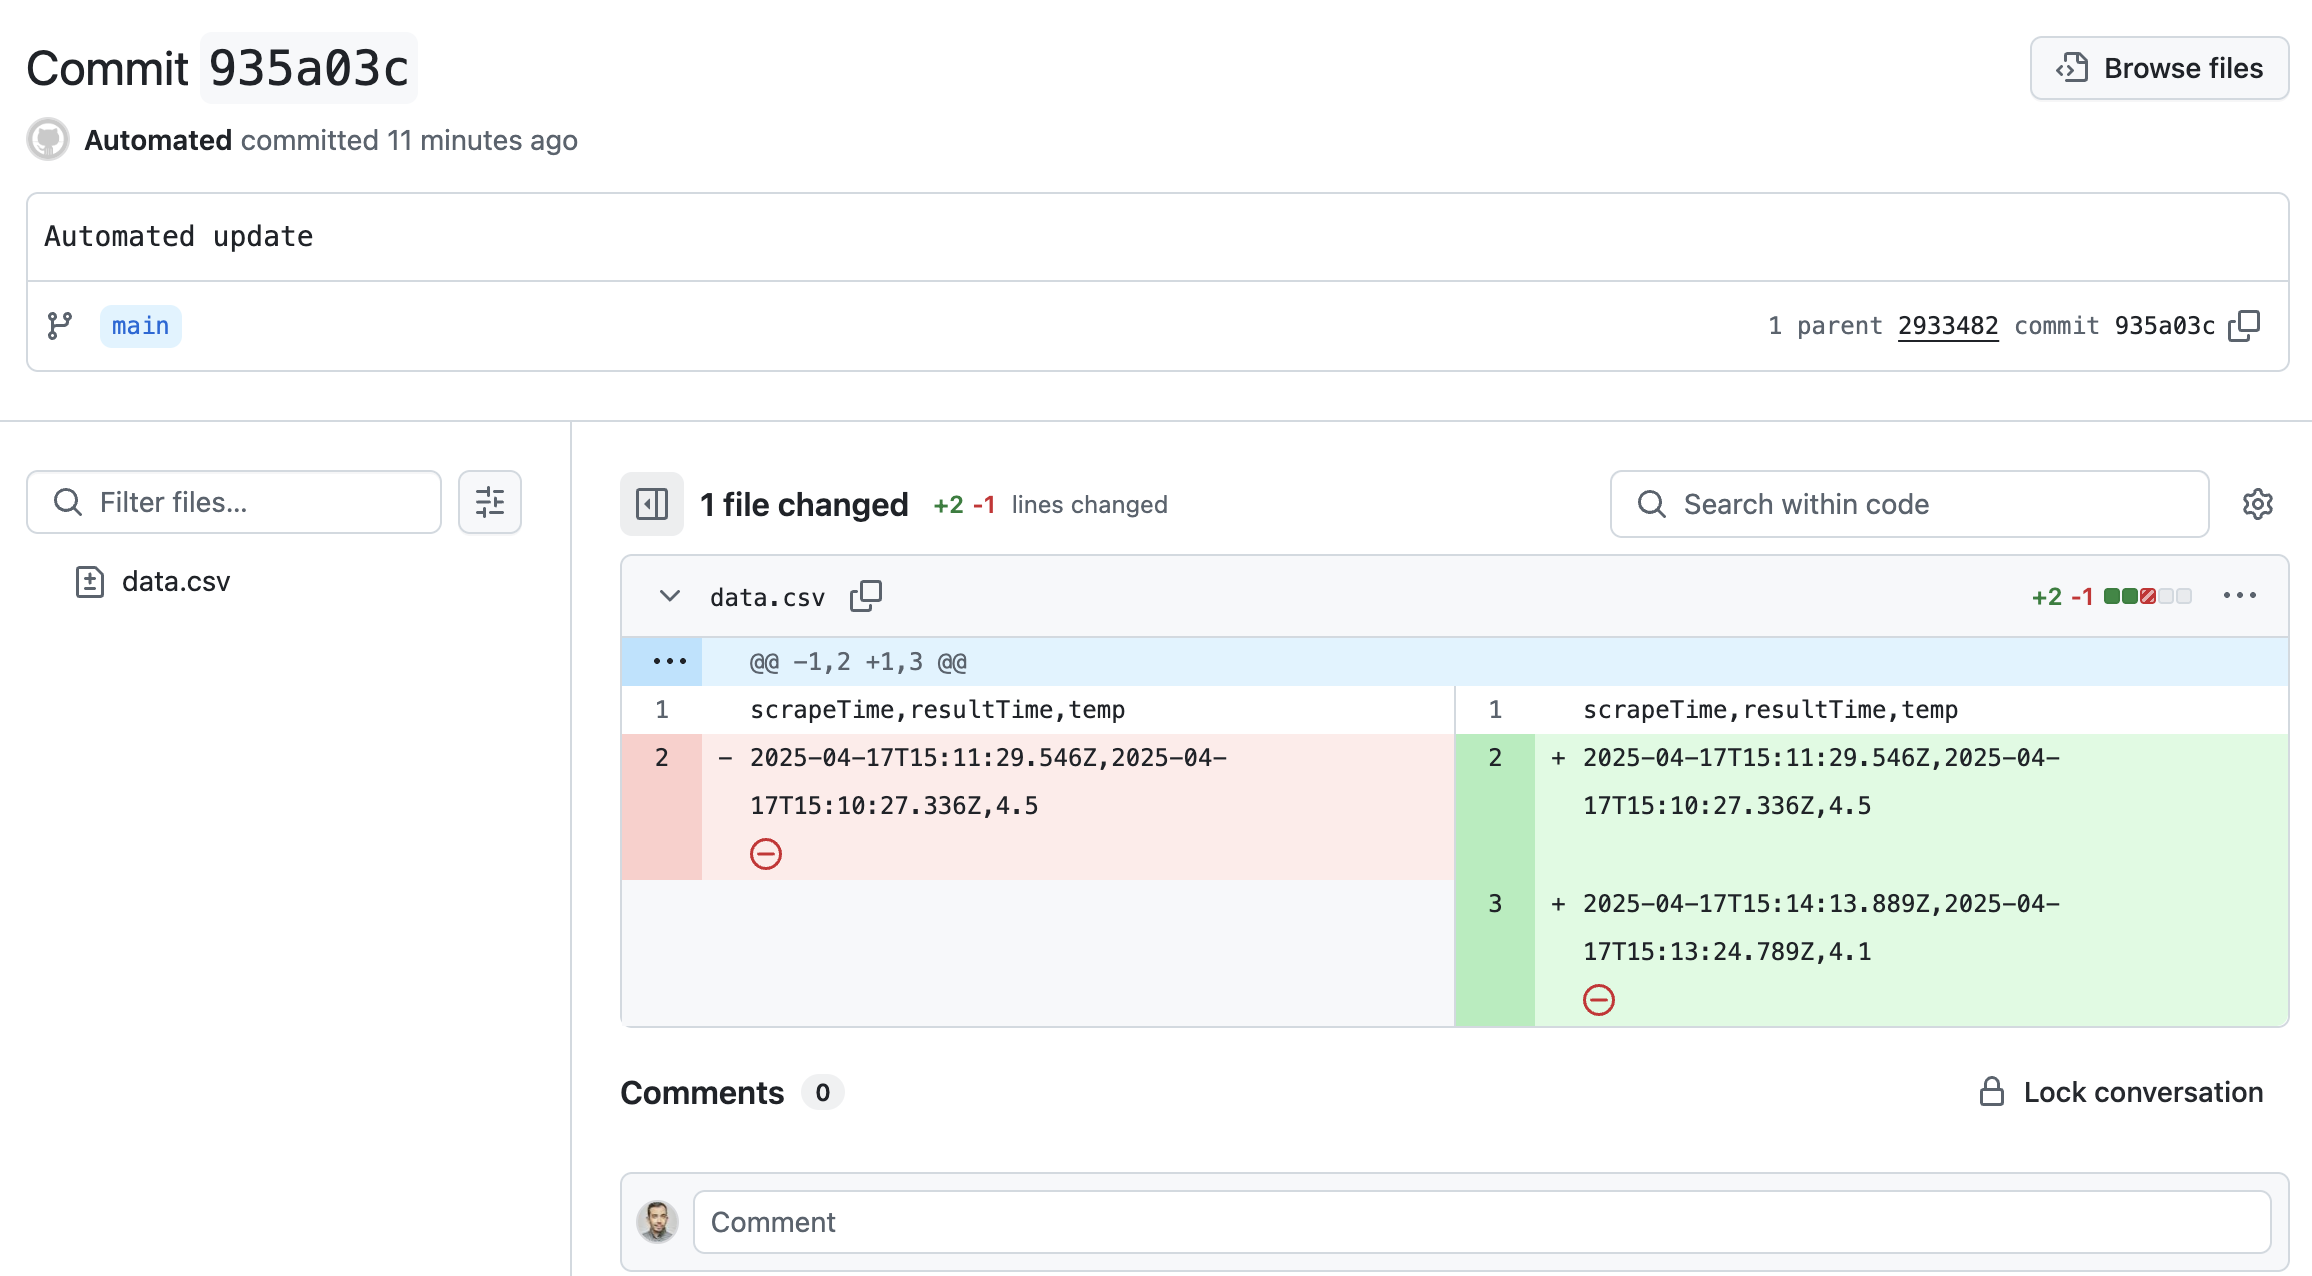 Commit 935a03c
Browse files
Automated committed 11 minutes ago
Automated update
main
1 parent 2933482 commit 935a03c
Filter files...
data.csv
1 file changed +2 -1 lines changed
Search within code
data.csv
+2 -1
@@ -1,2 +1,3 @@
1 scrapeTime,resultTime,temp
2 - 2025-04-17T15:11:29.546Z,2025-04-
17T15:10:27.336Z,4.5
1 scrapeTime,resultTime,temp
2 + 2025-04-17T15:11:29.546Z,2025-04-
17T15:10:27.336Z,4.5
3 + 2025-04-17T15:14:13.889Z,2025-04-
17T15:13:24.789Z,4.1
Comments 0
Lock conversation
Comment